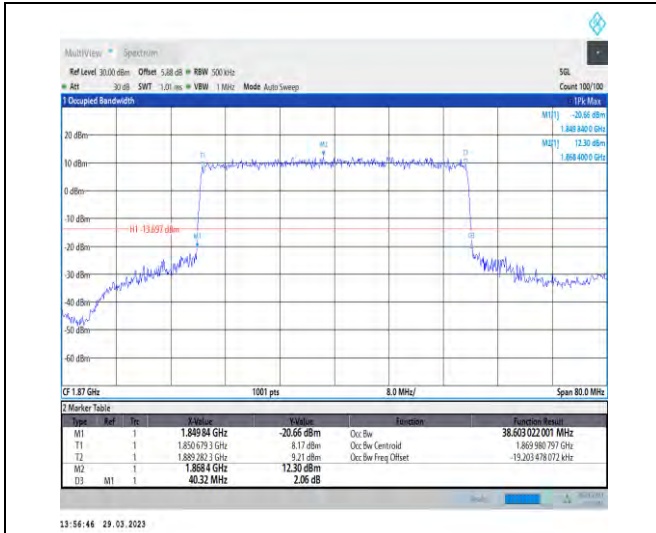 MultiView Spectrum
Ref Level 30.00 dBm Offset 5.88 dB RBW 500 kHz SGL
Att 30 dB SWT 1.01 ms VBW 1 MHz Mode Auto Sweep Count 100/100
1 Occupied Bandwidth 1Pk Max
M1[1] -20.66 dBm
1.849 840 0 GHz
M2[1] 12.30 dBm
1.868 400 0 GHz
20 dBm
M2
T1
10 dBm
0 dBm
-10 dBm
H1 -13.697 dBm
M1
D3
-20 dBm
-30 dBm
-40 dBm
-50 dBm
-60 dBm
CF 1.87 GHz 1001 pts 8.0 MHz/ Span 80.0 MHz
2 Marker Table
Type Ref Trc X-Value Y-Value Function Function Result
M1 1 1.849 84 GHz -20.66 dBm Occ Bw 38.603 022 001 MHz
T1 1 1.850 679 3 GHz 8.17 dBm Occ Bw Centroid 1.869 980 797 GHz
T2 1 1.889 282 3 GHz 9.21 dBm Occ Bw Freq Offset -19.203 478 072 kHz
M2 1 1.868 4 GHz 12.30 dBm
D3 M1 1 40.32 MHz 2.06 dB
13:56:46 29.03.2023